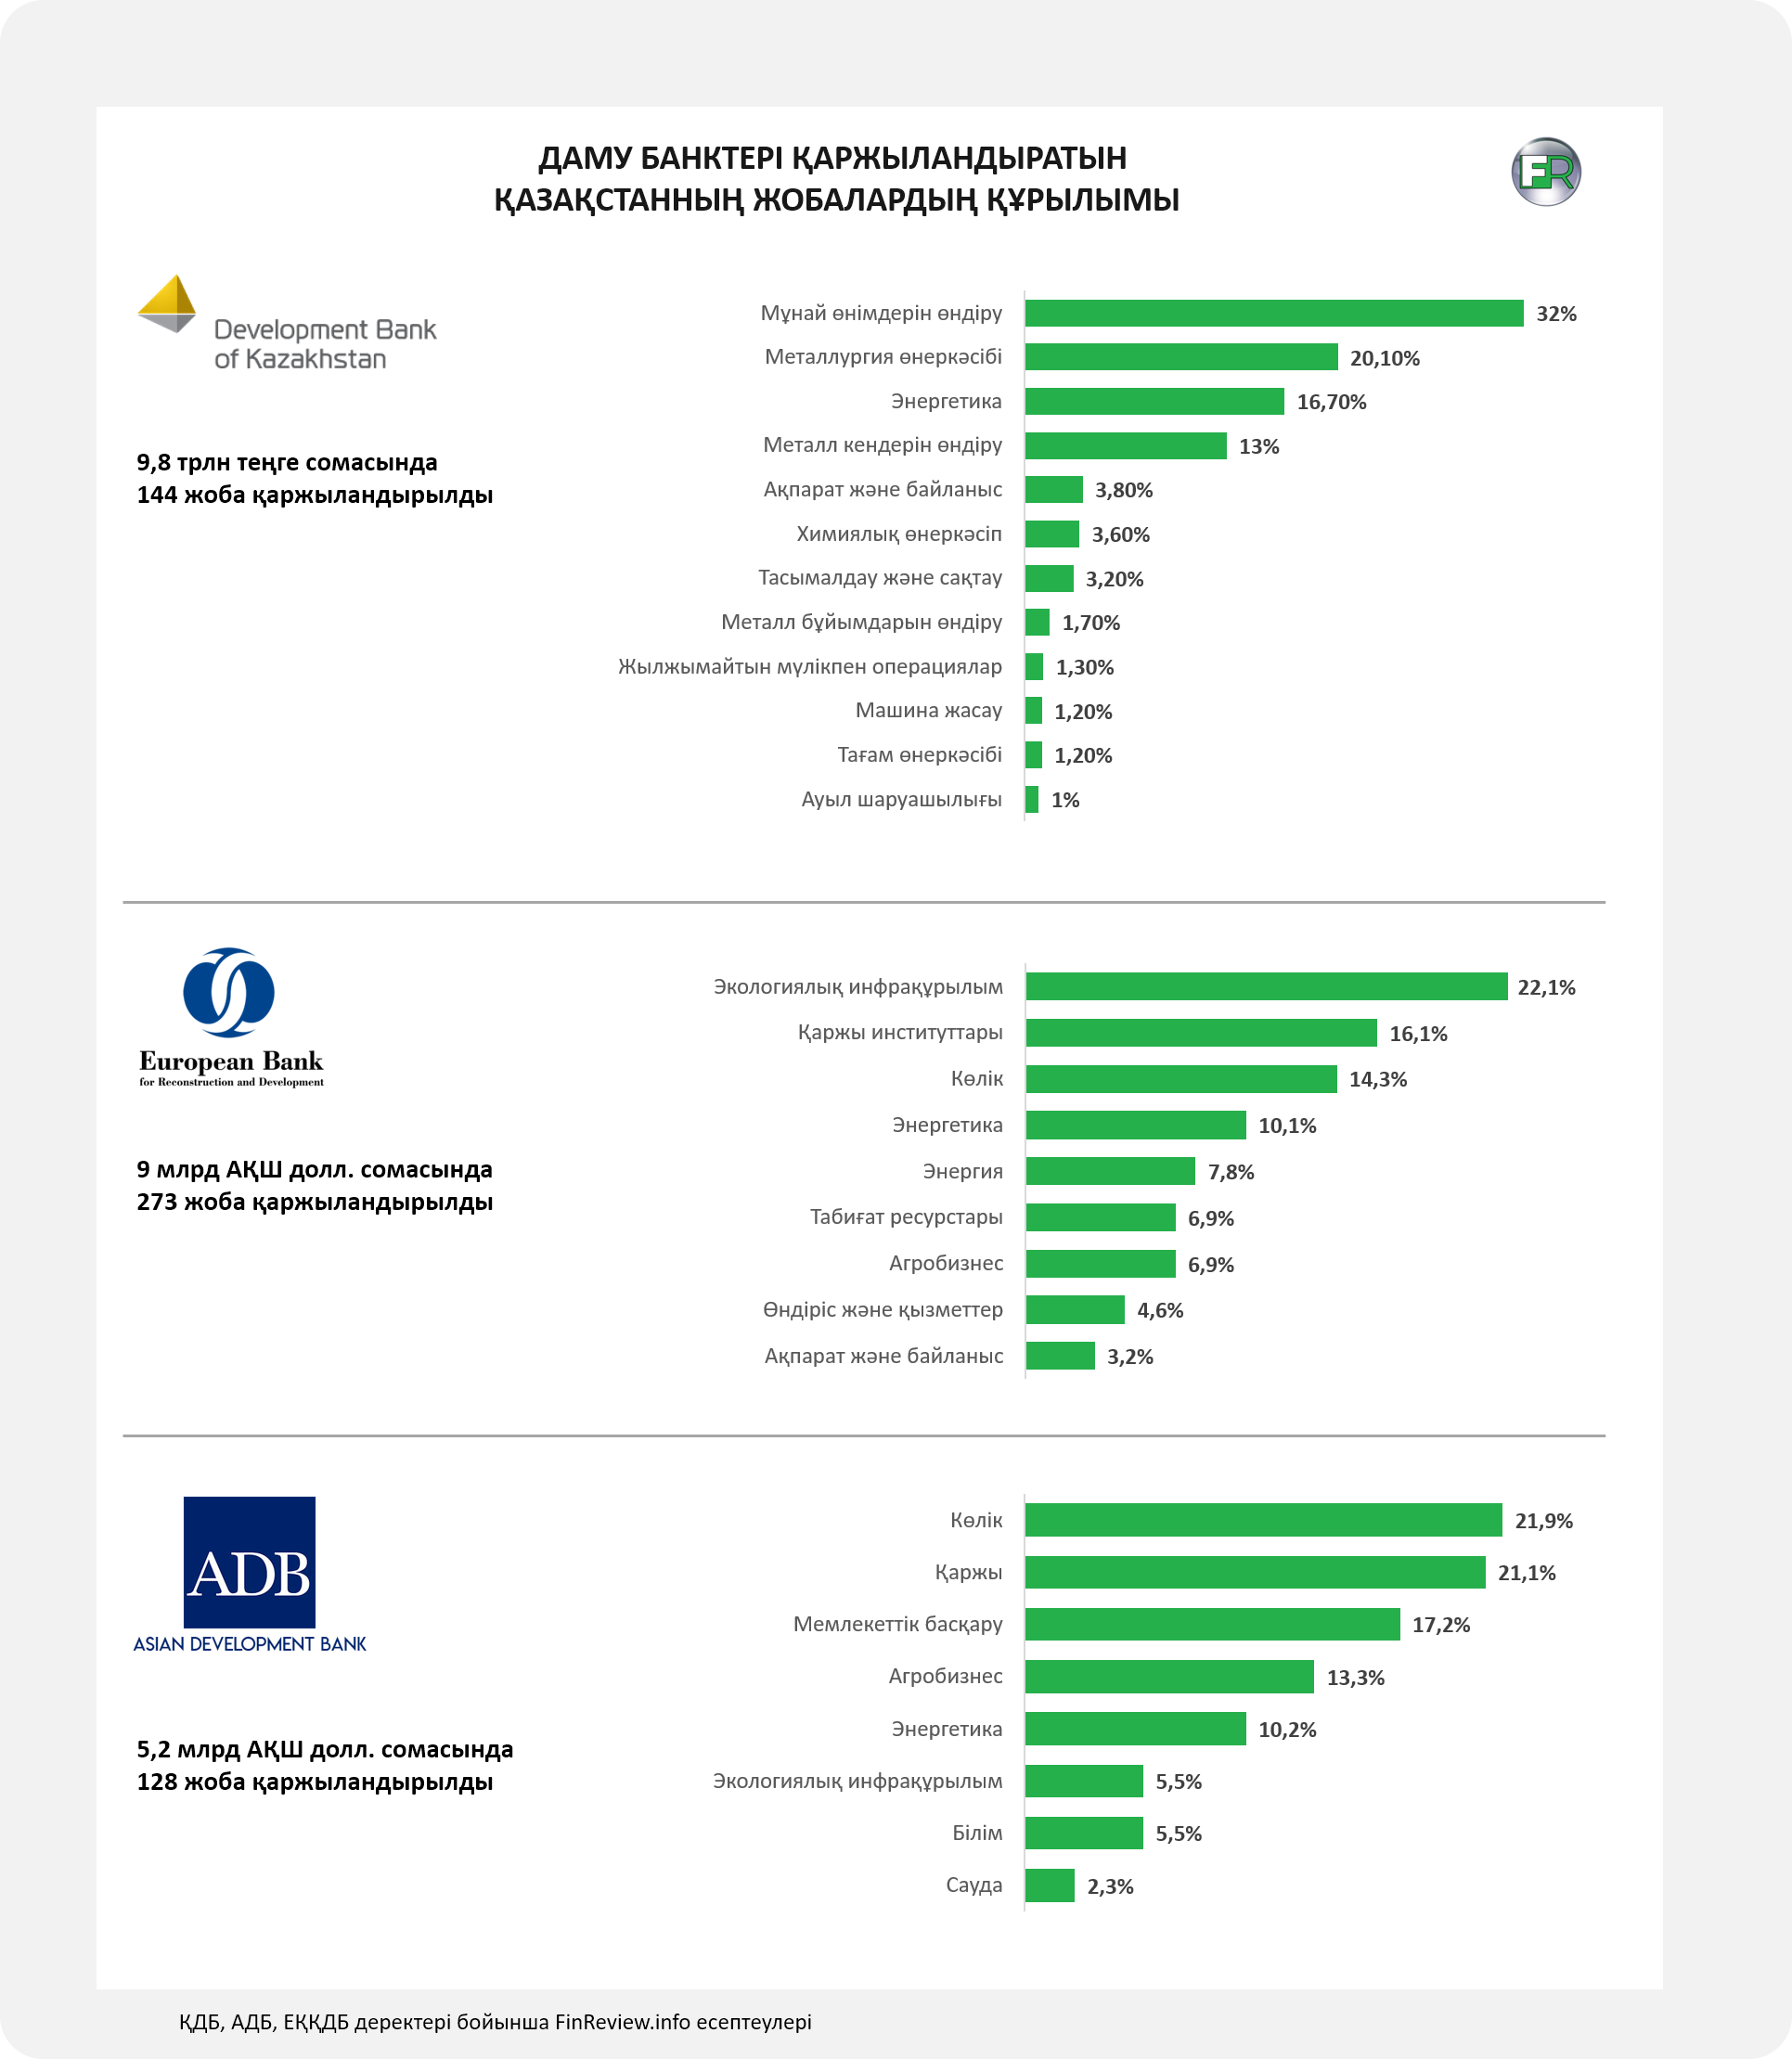 ДАМУ БАНКТЕРІ ҚАРЖЫЛАНДЫРАТЫН
ҚАЗАҚСТАННЫҢ ЖОБАЛАРДЫҢ ҚҰРЫЛЫМЫ
FR
Development Bank
of Kazakhstan
9,8 трлн теңге сомасында
144 жоба қаржыландырылды
Мұнай өнімдерін өндіру 32%
Металлургия өнеркәсібі 20,10%
Энергетика 16,70%
Металл кендерін өндіру 13%
Ақпарат және байланыс 3,80%
Химиялық өнеркәсіп 3,60%
Тасымалдау және сақтау 3,20%
Металл бұйымдарын өндіру 1,70%
Жылжымайтын мүлікпен операциялар 1,30%
Машина жасау 1,20%
Тағам өнеркәсібі 1,20%
Ауыл шаруашылығы 1%
European Bank
for Reconstruction and Development
9 млрд АҚШ долл. сомасында
273 жоба қаржыландырылды
Экологиялық инфрақұрылым 22,1%
Қаржы институттары 16,1%
Көлік 14,3%
Энергетика 10,1%
Энергия 7,8%
Табиғат ресурстары 6,9%
Агробизнес 6,9%
Өндіріс және қызметтер 4,6%
Ақпарат және байланыс 3,2%
ADB
ASIAN DEVELOPMENT BANK
5,2 млрд АҚШ долл. сомасында
128 жоба қаржыландырылды
Көлік 21,9%
Қаржы 21,1%
Мемлекеттік басқару 17,2%
Агробизнес 13,3%
Энергетика 10,2%
Экологиялық инфрақұрылым 5,5%
Білім 5,5%
Сауда 2,3%
ҚДБ, АДБ, ЕҚҚДБ деректері бойынша FinReview.info есептеулері